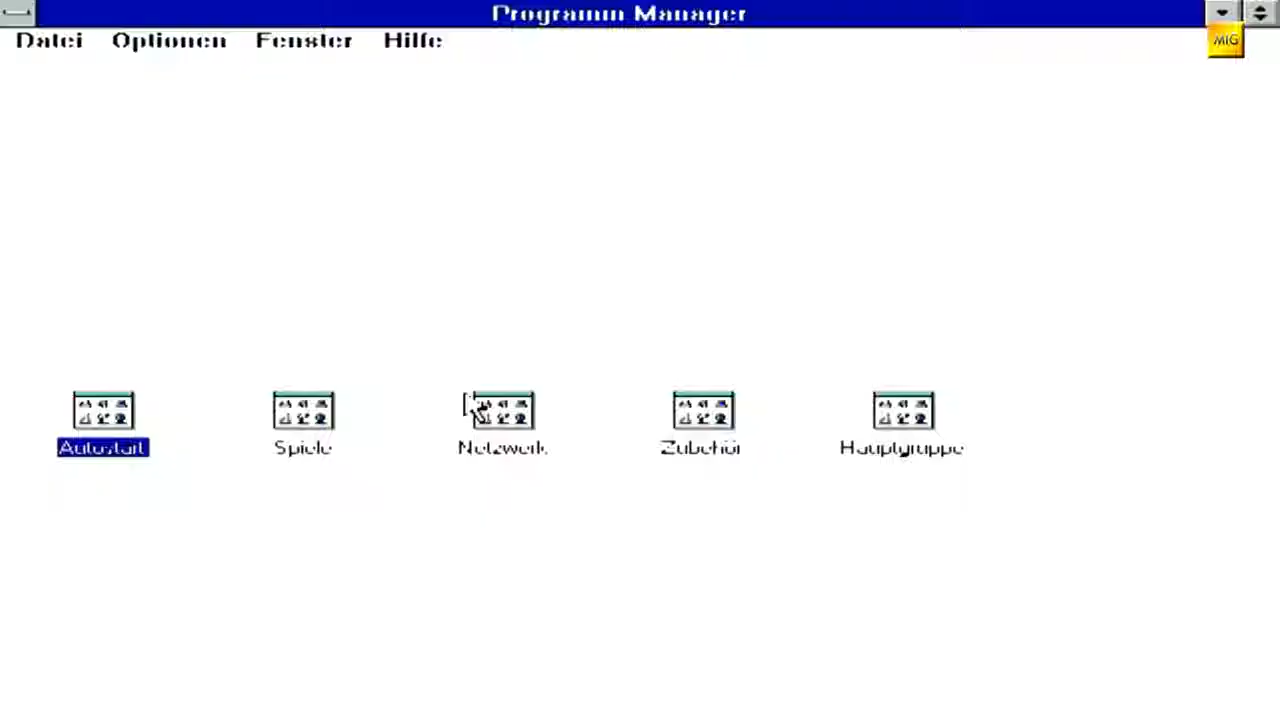 Programm Manager
Datei Optionen Fenster Hilfe
MIG
Autostart Spiele Netzwerk Zubehör Hauptgruppe